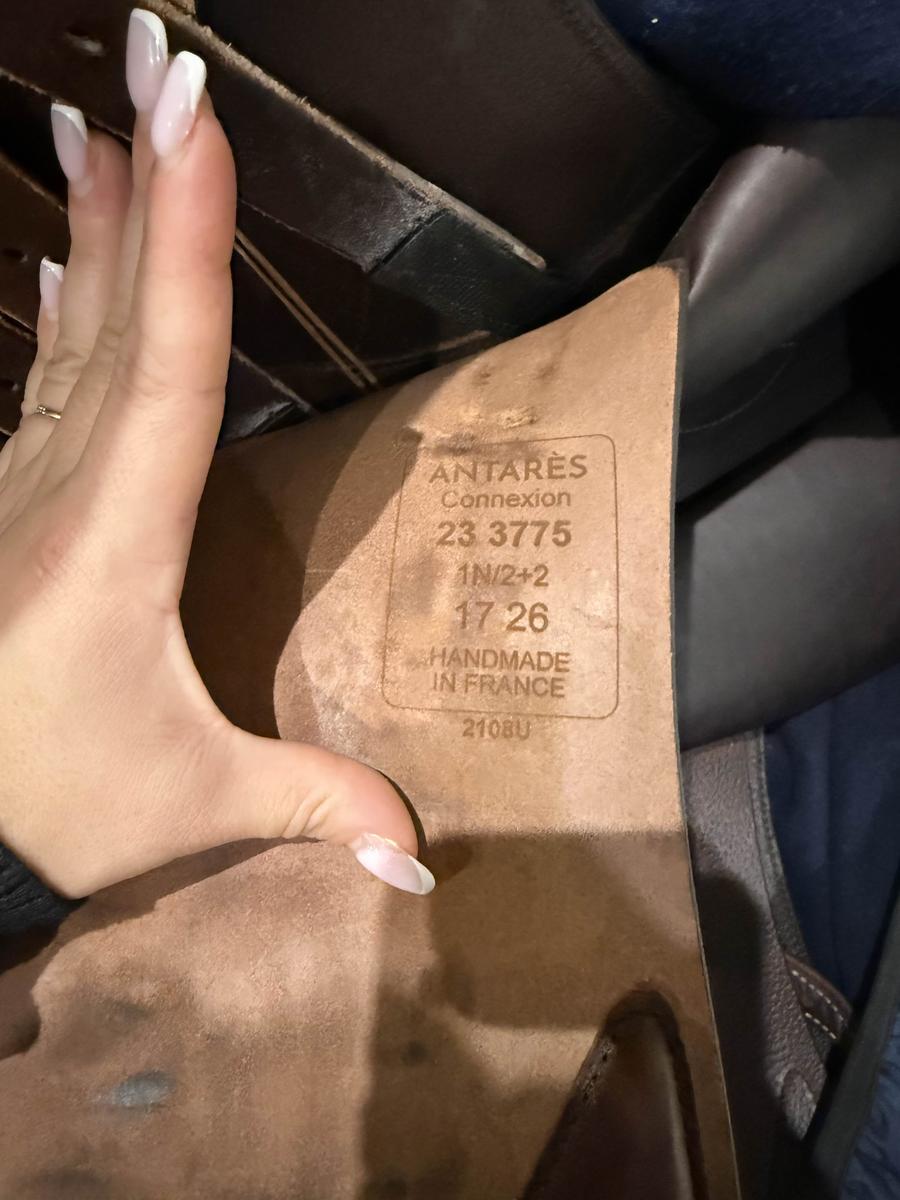 ANTARÈS
Connexion
23 3775
1N/2+2
17 26
HANDMADE
IN FRANCE
2108U